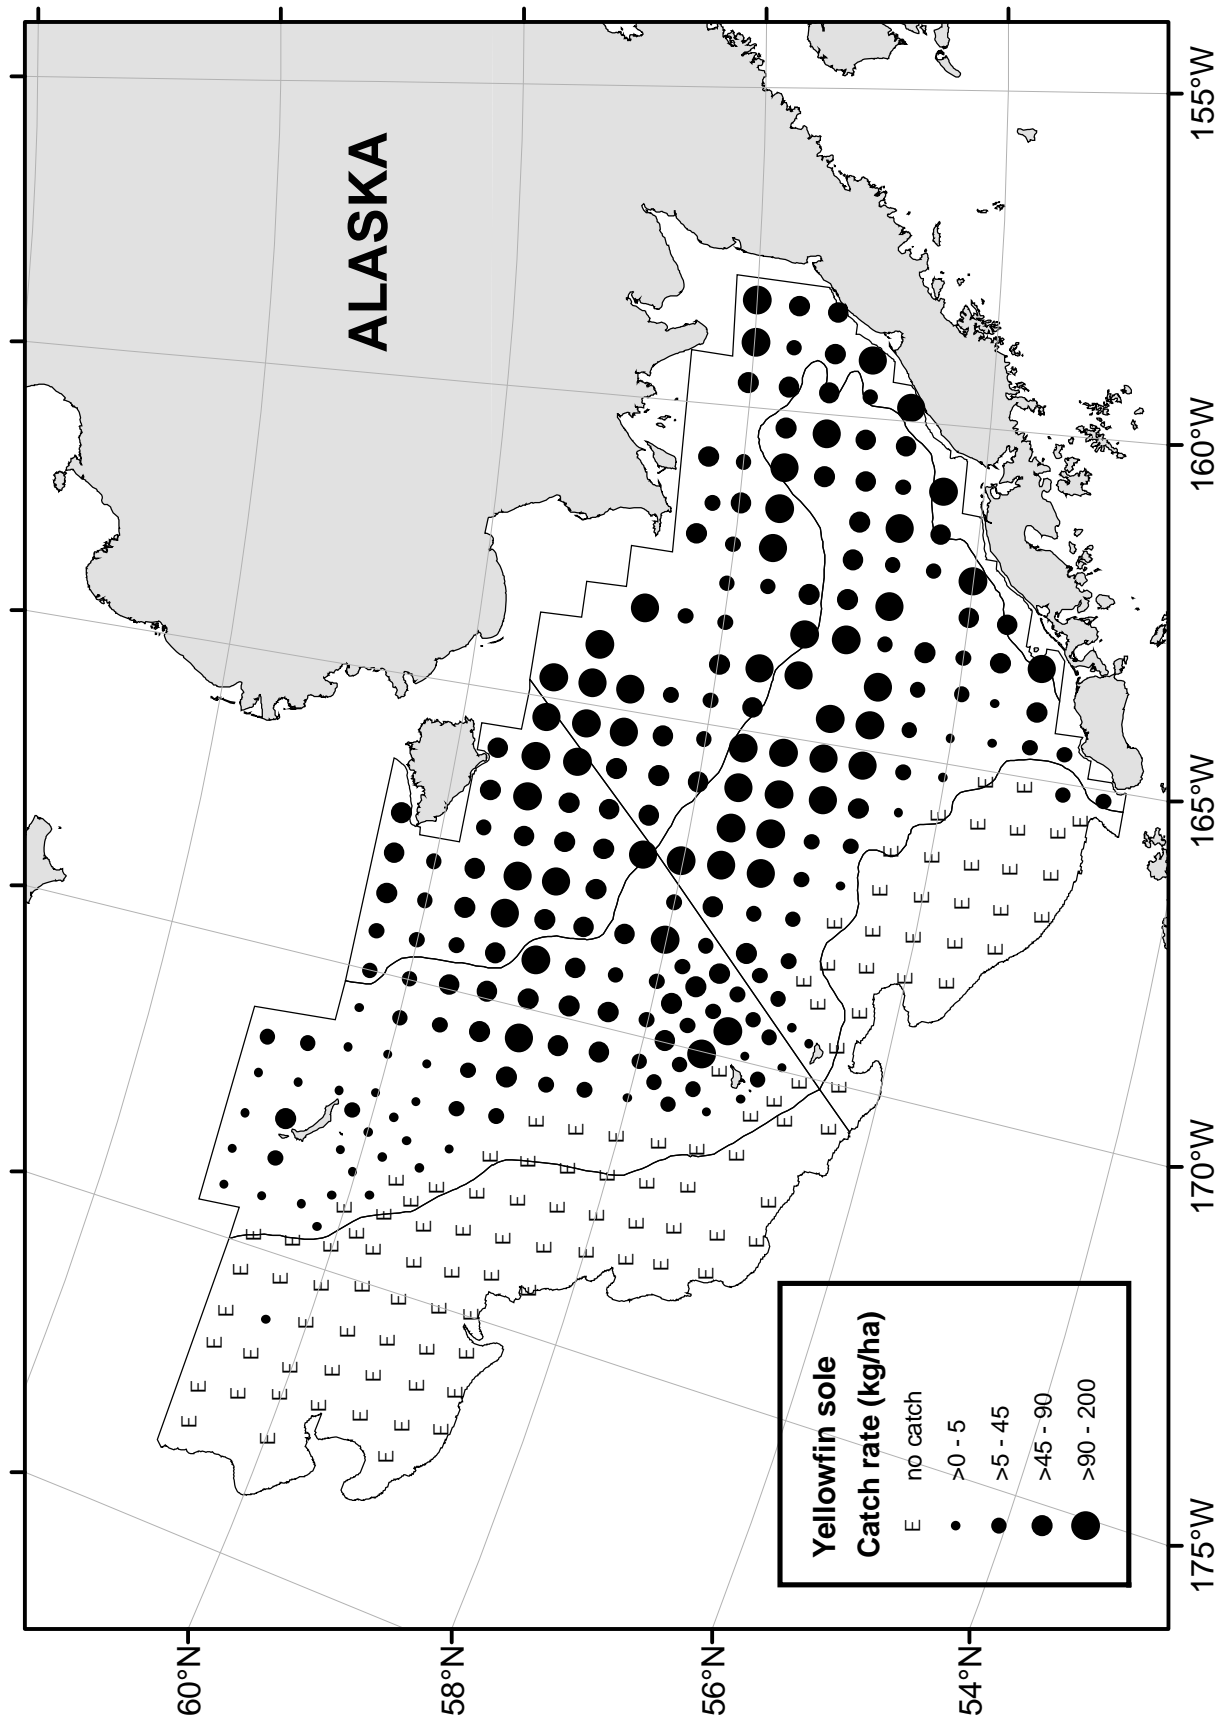 ALASKA
60°N
58°N
56°N
54°N
Yellowfin sole
Catch rate (kg/ha)
E no catch
>0 - 5
>5 - 45
>45 - 90
>90 - 200
175°W
170°W
165°W
160°W
155°W